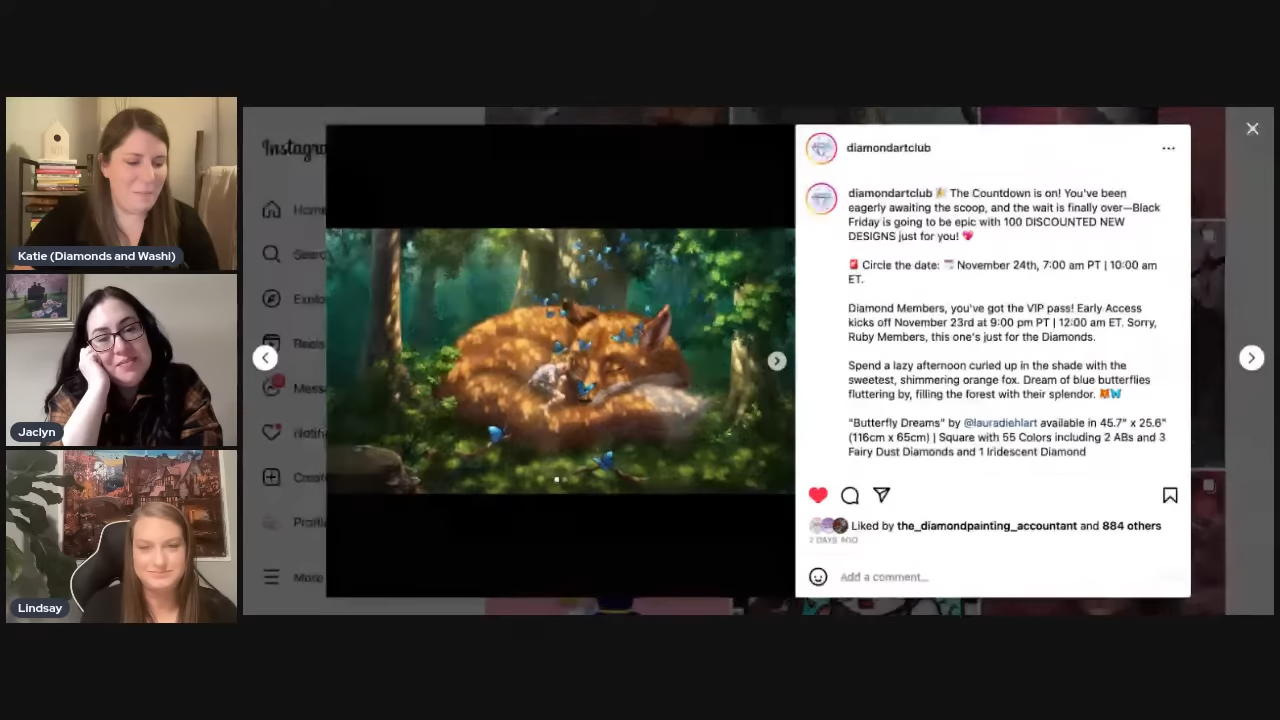 Katie (Diamonds and Washi)
Jaclyn
Lindsay
Instagra
Home
Sear
Explo
Reels
Mess
Notifi
Creat
Profil
More
diamondartclub
diamondartclub 🎉 The Countdown is on! You've been
eagerly awaiting the scoop, and the wait is finally over—Black
Friday is going to be epic with 100 DISCOUNTED NEW
DESIGNS just for you! 💖
🚨 Circle the date: 🗓️ November 24th, 7:00 am PT | 10:00 am
ET.
Diamond Members, you've got the VIP pass! Early Access
kicks off November 23rd at 9:00 pm PT | 12:00 am ET. Sorry,
Ruby Members, this one's just for the Diamonds.
Spend a lazy afternoon curled up in the shade with the
sweetest, shimmering orange fox. Dream of blue butterflies
fluttering by, filling the forest with their splendor. 🦊🦋
"Butterfly Dreams" by @lauradiehlart available in 45.7" x 25.6"
(116cm x 65cm) | Square with 55 Colors including 2 ABs and 3
Fairy Dust Diamonds and 1 Iridescent Diamond
Liked by the_diamondpainting_accountant and 884 others
2 DAYS AGO
Add a comment...